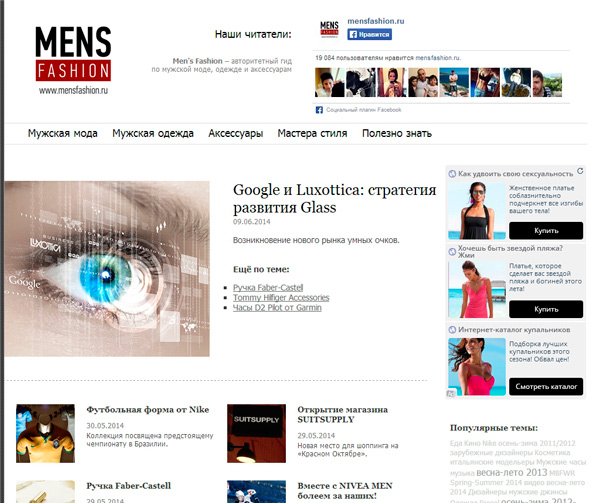 MENS
FASHION
www.mensfashion.ru
Наши читатели:
Men's Fashion – авторитетный гид
по мужской моде, одежде и аксессуарам
mensfashion.ru
Нравится
19 084 пользователям нравится mensfashion.ru.
Социальный плагин Facebook
Мужская мода Мужская одежда Аксессуары Мастера стиля Полезно знать
LUXOTTICA
Google
Google и Luxottica: стратегия
развития Glass
09.06.2014
Возникновение нового рынка умных очков.
Ещё по теме:
Ручка Faber-Castell
Tommy Hilfiger Accessories
Часы D2 Pilot от Garmin
Как удвоить свою сексуальность
Женственное платье
соблазнительно
подчеркнет все изгибы
вашего тела!
Купить
Хочешь быть звездой пляжа?
Жми
Платье, которое
сделает вас звездой
пляжа и богиней этого
лета!
Купить
Интернет-каталог купальников
Подборка лучших
купальников этого
сезона! Обвал цен!
Смотреть каталог
Футбольная форма от Nike
30.05.2014
Коллекция посвящена предстоящему
чемпионату в Бразилии.
SUITSUPPLY
Открытие магазина
SUITSUPPLY
29.05.2014
Новое место для шоппинга на
«Красном Октябре».
Ручка Faber-Castell
29.05.2014
Вместе с NIVEA MEN
болеем за наших!
Популярные темы:
Еда Кино Nike осень-зима 2011/2012
зарубежные дизайнеры Косметика
итальянские модельеры Мужские часы
музыка весна-лето 2013 MBFWR
Spring-Summer 2014 видео весна-лето
2014 Дизайнеры мужские джинсы
осень-зима 2012-